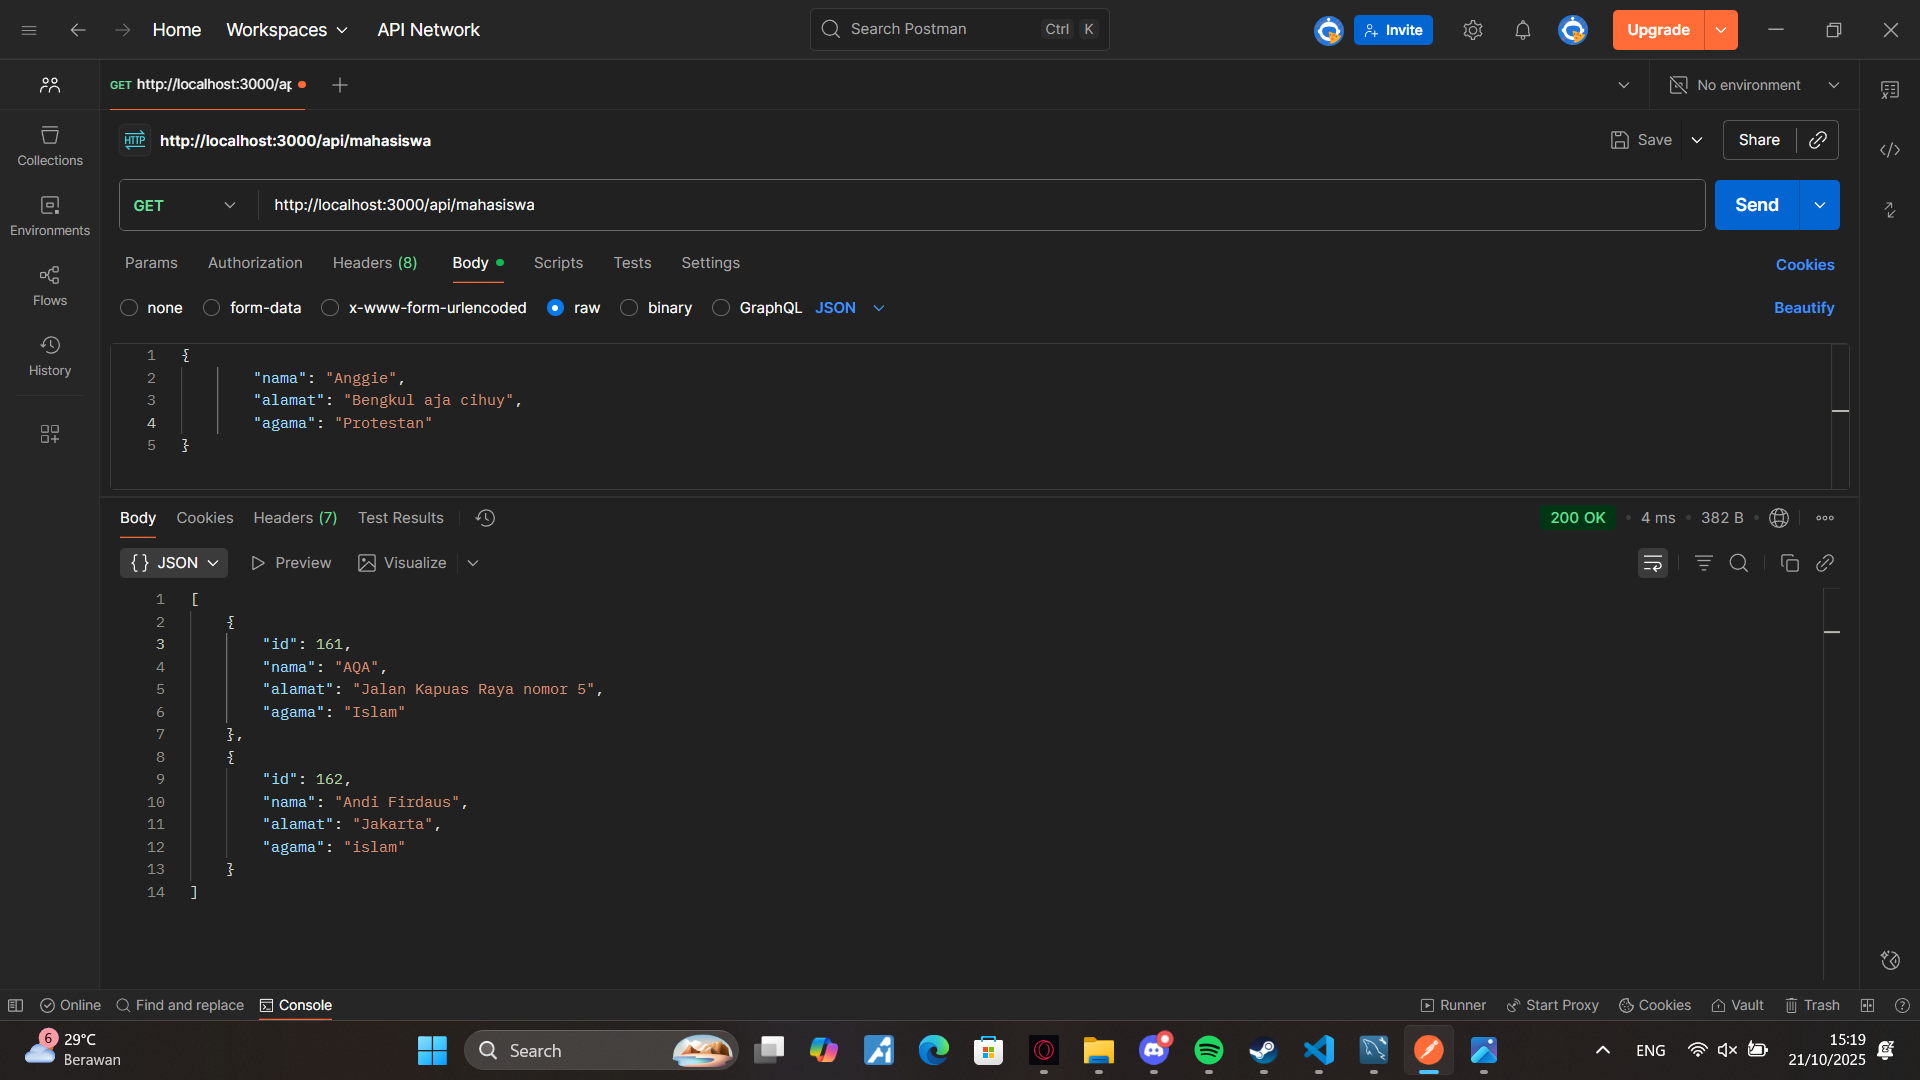 Home
Workspaces
API Network
Search Postman
Ctrl K
Invite
Upgrade
GET http://localhost:3000/ap
No environment
HTTP http://localhost:3000/api/mahasiswa
Save
Share
Collections
Environments
Flows
History
GET
http://localhost:3000/api/mahasiswa
Send
Params
Authorization
Headers (8)
Body
Scripts
Tests
Settings
Cookies
none
form-data
x-www-form-urlencoded
raw
binary
GraphQL
JSON
Beautify
1 {
2 "nama": "Anggie",
3 "alamat": "Bengkul aja cihuy",
4 "agama": "Protestan"
5 }
Body
Cookies
Headers (7)
Test Results
200 OK
4 ms
382 B
{} JSON
Preview
Visualize
1 [
2 {
3 "id": 161,
4 "nama": "AQA",
5 "alamat": "Jalan Kapuas Raya nomor 5",
6 "agama": "Islam"
7 },
8 {
9 "id": 162,
10 "nama": "Andi Firdaus",
11 "alamat": "Jakarta",
12 "agama": "islam"
13 }
14 ]
Online
Find and replace
Console
Runner
Start Proxy
Cookies
Vault
Trash
6
29°C
Berawan
Search
ENG
15:19
21/10/2025